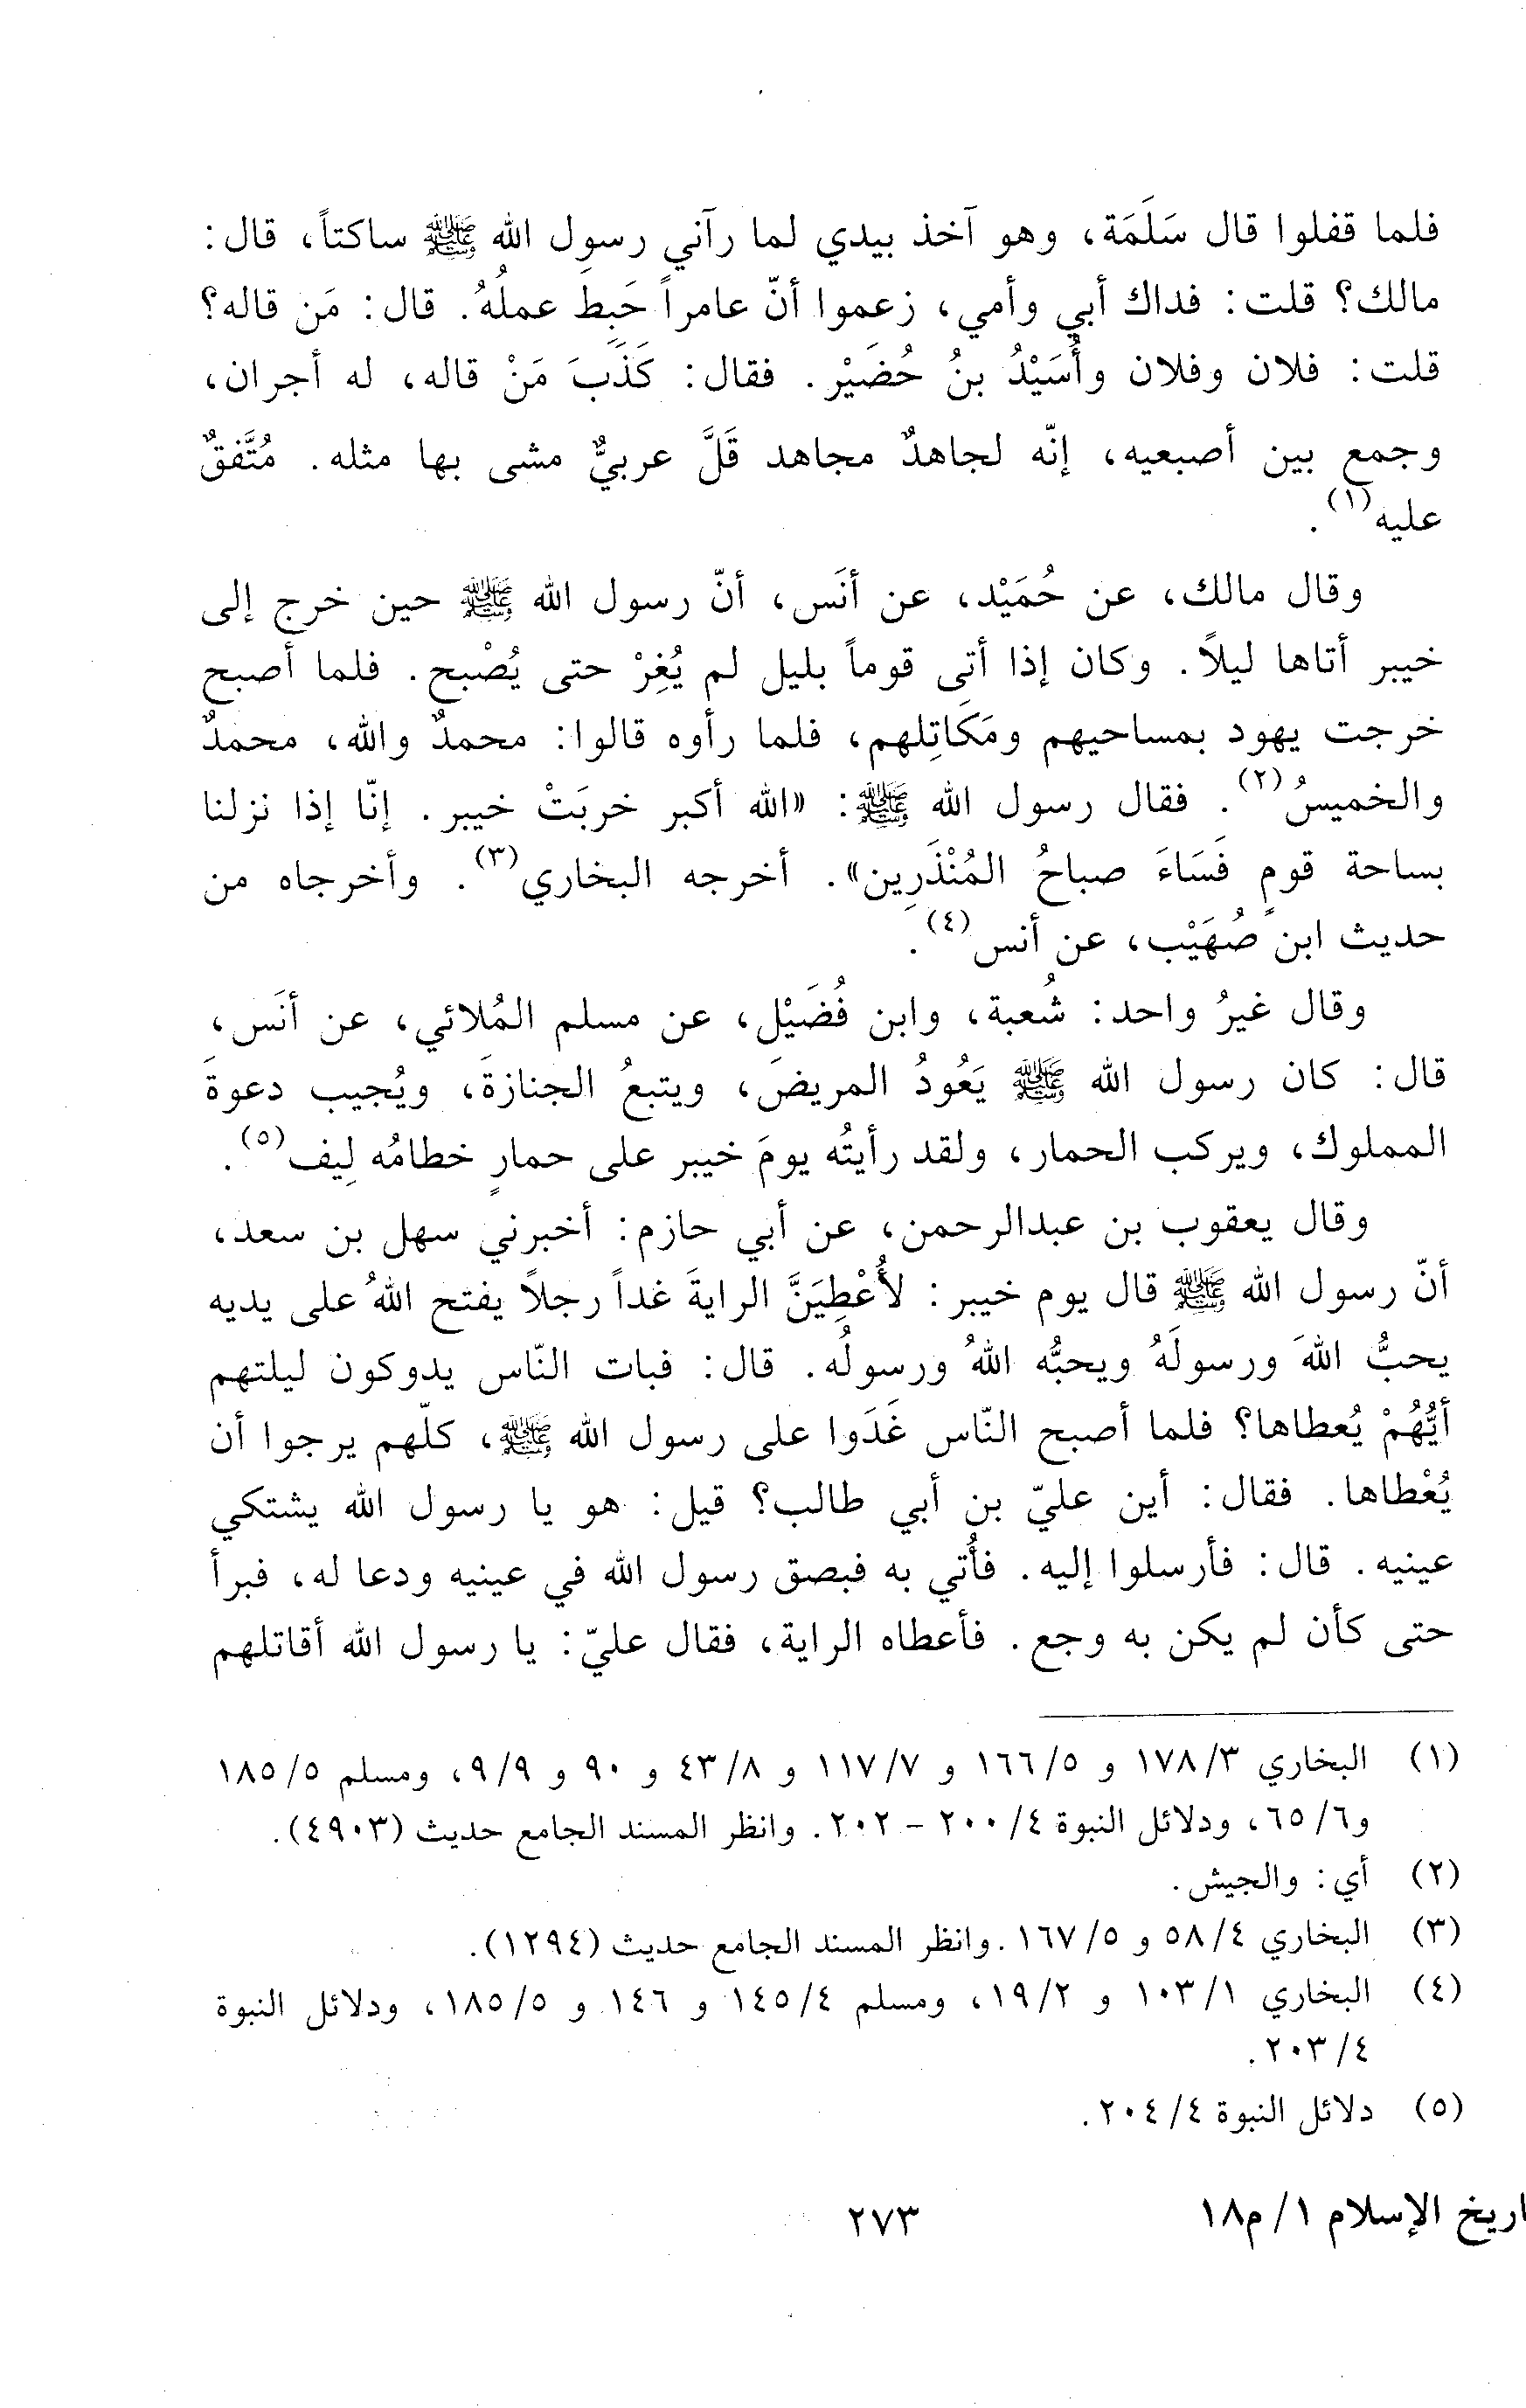 فلما قفلوا قال سَلَمَة، وهو آخذ بيدي لما رآني رسول الله ﷺ ساكتاً، قال:
مالك؟ قلت: فداك أبي وأمي، زعموا أنّ عامراً حَبِطَ عملُهُ. قال: مَن قاله؟
قلت: فلان وفلان وأُسَيْدُ بنُ حُضَيْر. فقال: كَذَبَ مَنْ قاله، له أجران،
وجمع بين أصبعيه، إنّه لجاهدٌ مجاهد قَلَّ عربيٌّ مشى بها مثله. مُتَّفقٌ
عليه(١).
وقال مالك، عن حُمَيْد، عن أنَس، أنّ رسول الله ﷺ حين خرج إلى
خيبر أتاها ليلاً. وكان إذا أتى قوماً بليل لم يُغِرْ حتى يُصْبح. فلما أصبح
خرجت يهود بمساحيهم ومَكَاتِلهم، فلما رأوه قالوا: محمدٌ والله، محمدٌ
والخميسُ(٢). فقال رسول الله ﷺ: «الله أكبر خربَتْ خيبر. إنّا إذا نزلنا
بساحة قومٍ فَسَاءَ صباحُ المُنْذَرِين». أخرجه البخاري(٣). وأخرجاه من
حديث ابن صُهَيْب، عن أنس(٤).
وقال غيرُ واحد: شُعبة، وابن فُضَيْل، عن مسلم المُلائي، عن أنَس،
قال: كان رسول الله ﷺ يَعُودُ المريضَ، ويتبعُ الجنازةَ، ويُجيب دعوةَ
المملوك، ويركب الحمار، ولقد رأيتُه يومَ خيبر على حمارٍ خطامُه لِيف(٥).
وقال يعقوب بن عبدالرحمن، عن أبي حازم: أخبرني سهل بن سعد،
أنّ رسول الله ﷺ قال يوم خيبر: لأُعْطِيَنَّ الرايةَ غداً رجلاً يفتح اللهُ على يديه
يحبُّ اللهَ ورسولَهُ ويحبُّه اللهُ ورسولُه. قال: فبات النّاس يدوكون ليلتهم
أيُّهُمْ يُعطاها؟ فلما أصبح النّاس غَدَوا على رسول الله ﷺ، كلّهم يرجوا أن
يُعْطاها. فقال: أين عليّ بن أبي طالب؟ قيل: هو يا رسول الله يشتكي
عينيه. قال: فأرسلوا إليه. فأُتي به فبصق رسول الله في عينيه ودعا له، فبرأ
حتى كأن لم يكن به وجع. فأعطاه الراية، فقال عليّ: يا رسول الله أقاتلهم
(١) البخاري ٣/ ١٧٨ و ٥/ ١٦٦ و ٧/ ١١٧ و ٨/ ٤٣ و ٩٠ و ٩/ ٩، ومسلم ٥/ ١٨٥
و٦/ ٦٥، ودلائل النبوة ٤/ ٢٠٠ - ٢٠٢. وانظر المسند الجامع حديث (٤٩٠٣).
(٢) أي: والجيش.
(٣) البخاري ٤/ ٥٨ و ٥/ ١٦٧. وانظر المسند الجامع حديث (١٢٩٤).
(٤) البخاري ١/ ١٠٣ و ٢/ ١٩، ومسلم ٤/ ١٤٥ و ١٤٦ و ٥/ ١٨٥، ودلائل النبوة
٤/ ٢٠٣.
(٥) دلائل النبوة ٤/ ٢٠٤.
اريخ الإسلام ١/ م١٨
٢٧٣